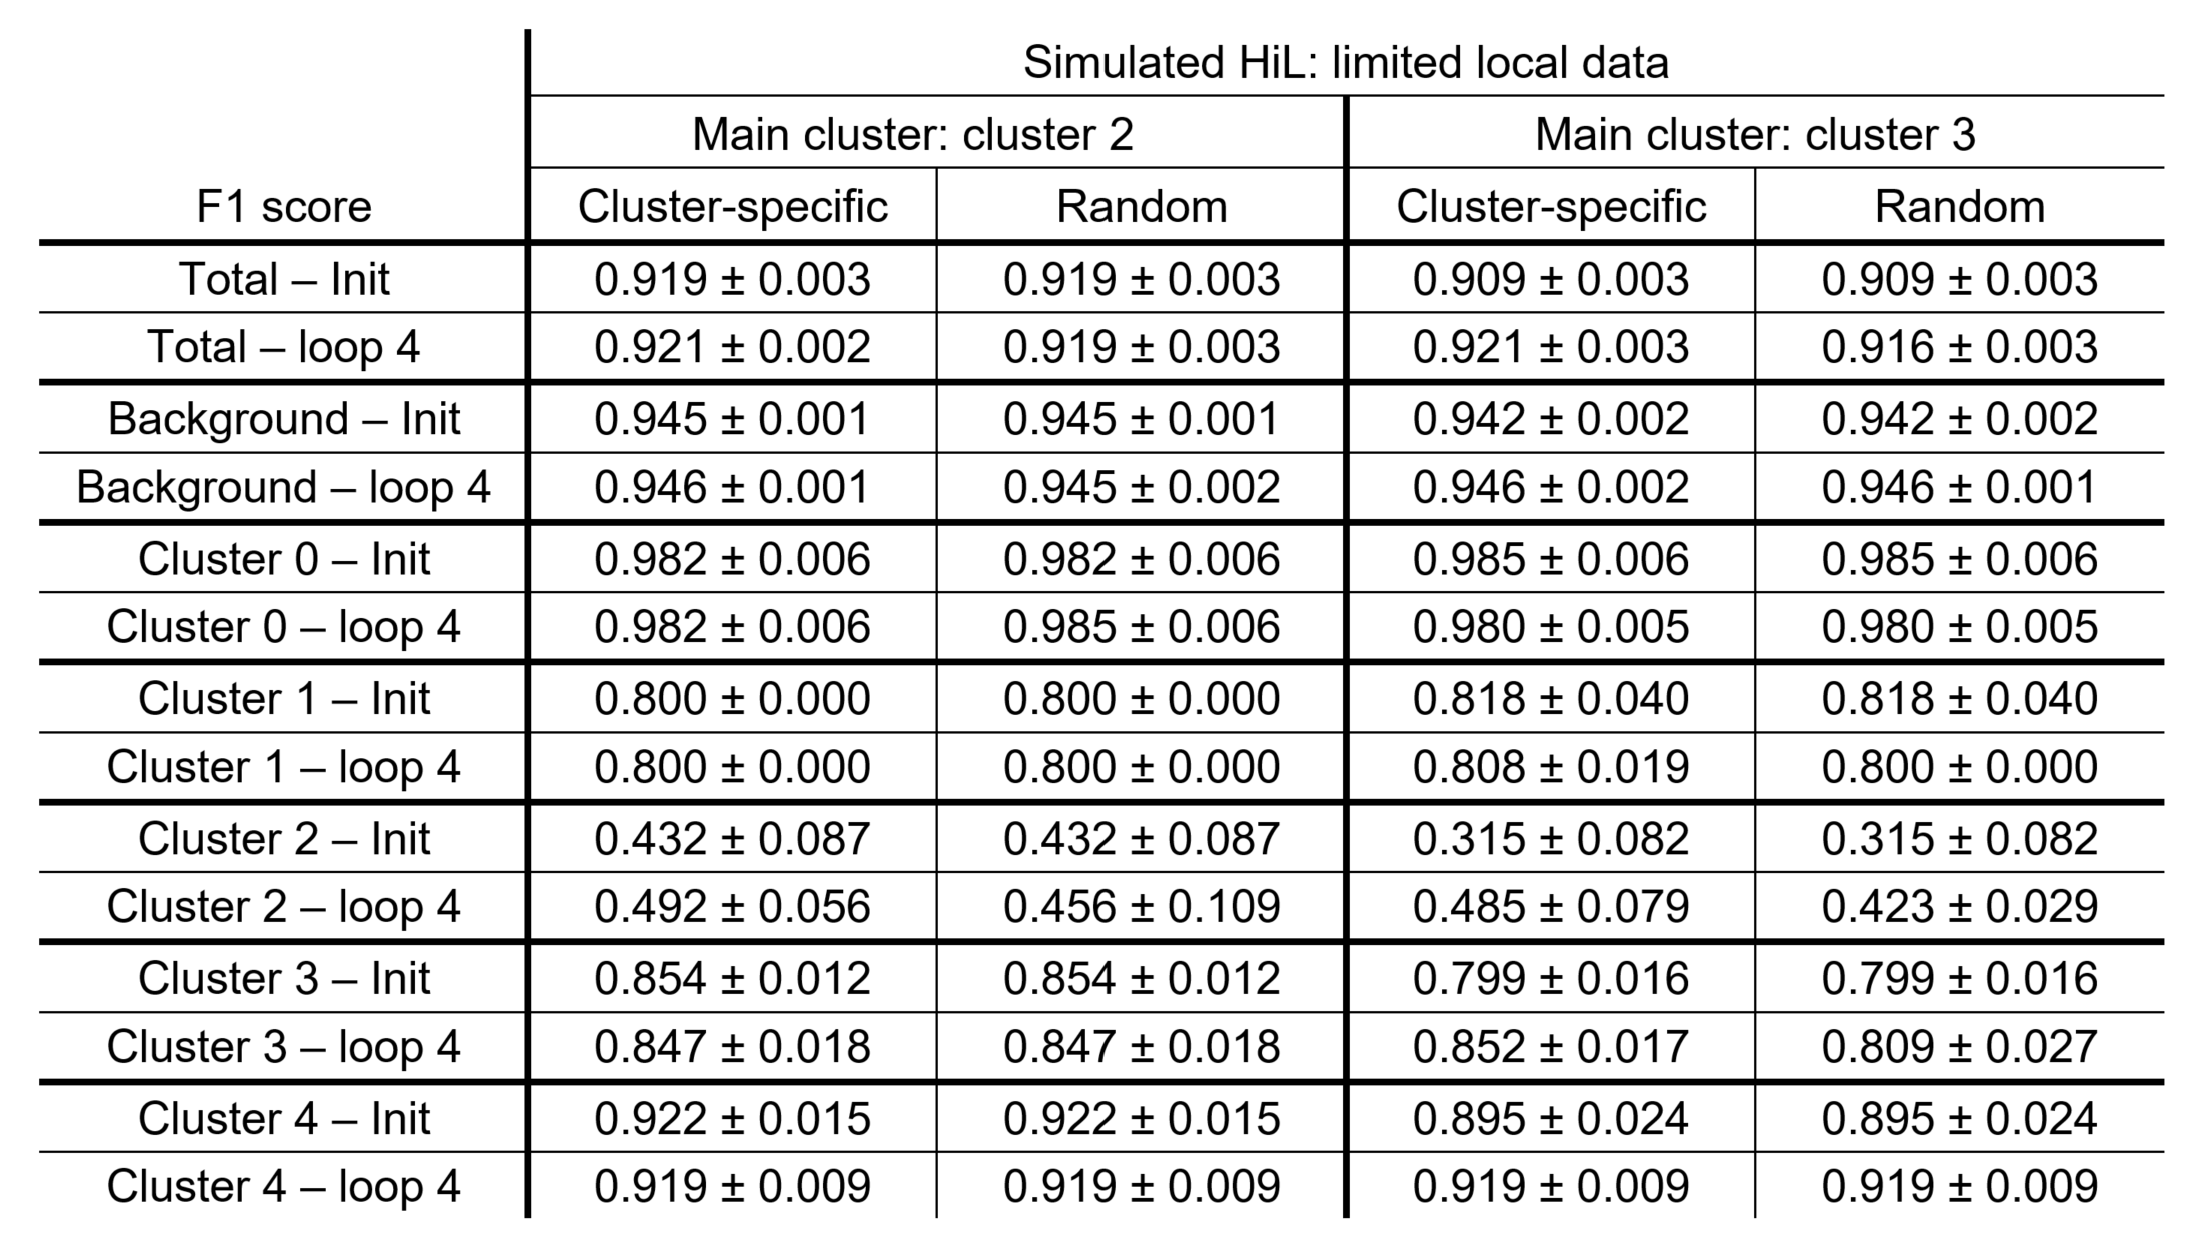 Simulated HiL: limited local data
Main cluster: cluster 2 Main cluster: cluster 3
F1 score Cluster-specific Random Cluster-specific Random
Total – Init 0.919 ± 0.003 0.919 ± 0.003 0.909 ± 0.003 0.909 ± 0.003
Total – loop 4 0.921 ± 0.002 0.919 ± 0.003 0.921 ± 0.003 0.916 ± 0.003
Background – Init 0.945 ± 0.001 0.945 ± 0.001 0.942 ± 0.002 0.942 ± 0.002
Background – loop 4 0.946 ± 0.001 0.945 ± 0.002 0.946 ± 0.002 0.946 ± 0.001
Cluster 0 – Init 0.982 ± 0.006 0.982 ± 0.006 0.985 ± 0.006 0.985 ± 0.006
Cluster 0 – loop 4 0.982 ± 0.006 0.985 ± 0.006 0.980 ± 0.005 0.980 ± 0.005
Cluster 1 – Init 0.800 ± 0.000 0.800 ± 0.000 0.818 ± 0.040 0.818 ± 0.040
Cluster 1 – loop 4 0.800 ± 0.000 0.800 ± 0.000 0.808 ± 0.019 0.800 ± 0.000
Cluster 2 – Init 0.432 ± 0.087 0.432 ± 0.087 0.315 ± 0.082 0.315 ± 0.082
Cluster 2 – loop 4 0.492 ± 0.056 0.456 ± 0.109 0.485 ± 0.079 0.423 ± 0.029
Cluster 3 – Init 0.854 ± 0.012 0.854 ± 0.012 0.799 ± 0.016 0.799 ± 0.016
Cluster 3 – loop 4 0.847 ± 0.018 0.847 ± 0.018 0.852 ± 0.017 0.809 ± 0.027
Cluster 4 – Init 0.922 ± 0.015 0.922 ± 0.015 0.895 ± 0.024 0.895 ± 0.024
Cluster 4 – loop 4 0.919 ± 0.009 0.919 ± 0.009 0.919 ± 0.009 0.919 ± 0.009